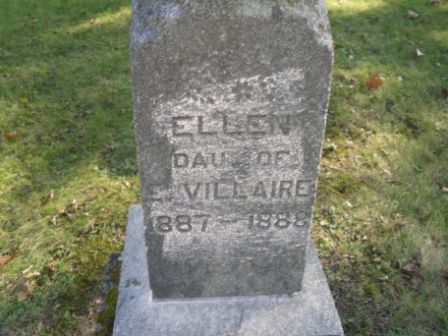 ELLEN
DAU. OF
E. VILLAIRE
1887 — 1888